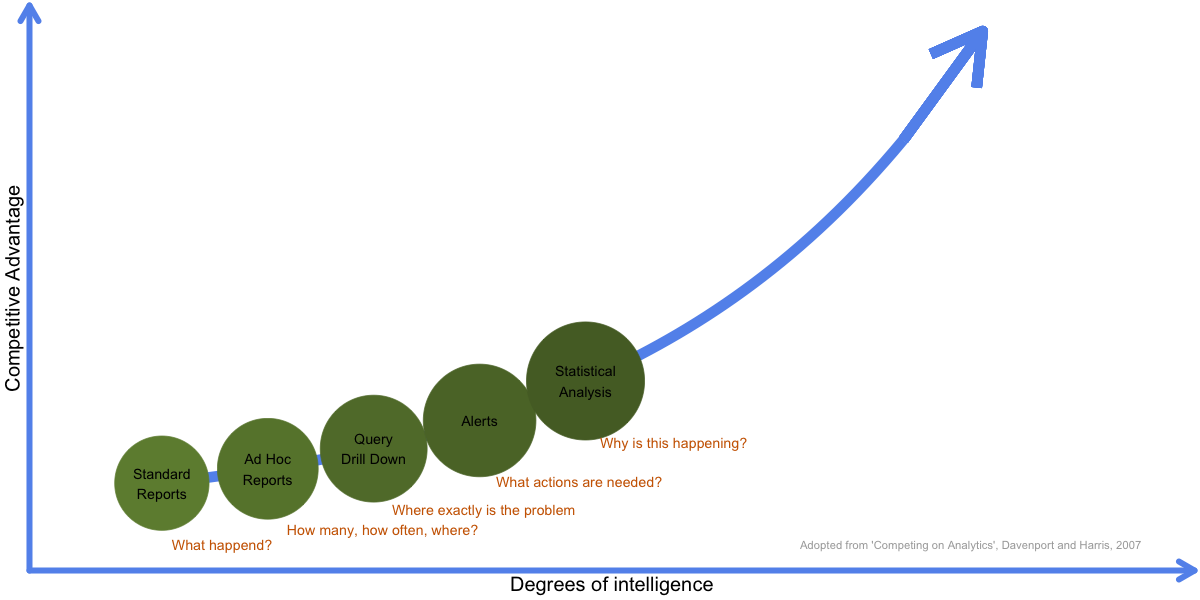 Competitive Advantage
Statistical
Analysis
Alerts
Query
Drill Down
Ad Hoc
Reports
Standard
Reports
Why is this happening?
What actions are needed?
Where exactly is the problem
How many, how often, where?
What happend?
Adopted from 'Competing on Analytics', Davenport and Harris, 2007
Degrees of intelligence